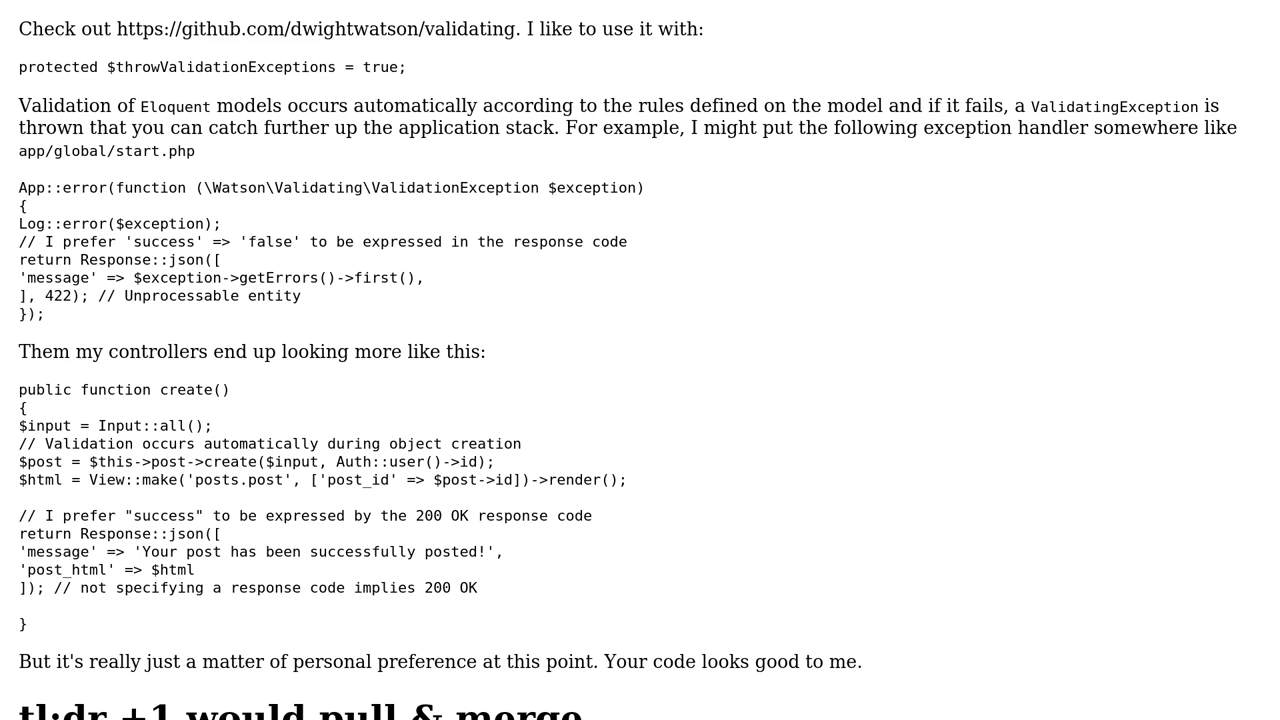 Check out https://github.com/dwightwatson/validating. I like to use it with:
protected $throwValidationExceptions = true;
Validation of Eloquent models occurs automatically according to the rules defined on the model and if it fails, a ValidatingException is
thrown that you can catch further up the application stack. For example, I might put the following exception handler somewhere like
app/global/start.php
App::error(function (\Watson\Validating\ValidationException $exception)
{
Log::error($exception);
// I prefer 'success' => 'false' to be expressed in the response code
return Response::json([
'message' => $exception->getErrors()->first(),
], 422); // Unprocessable entity
});
Them my controllers end up looking more like this:
public function create()
{
$input = Input::all();
// Validation occurs automatically during object creation
$post = $this->post->create($input, Auth::user()->id);
$html = View::make('posts.post', ['post_id' => $post->id])->render();
// I prefer "success" to be expressed by the 200 OK response code
return Response::json([
'message' => 'Your post has been successfully posted!',
'post_html' => $html
]); // not specifying a response code implies 200 OK
}
But it's really just a matter of personal preference at this point. Your code looks good to me.
tl;dr +1 would pull & merge